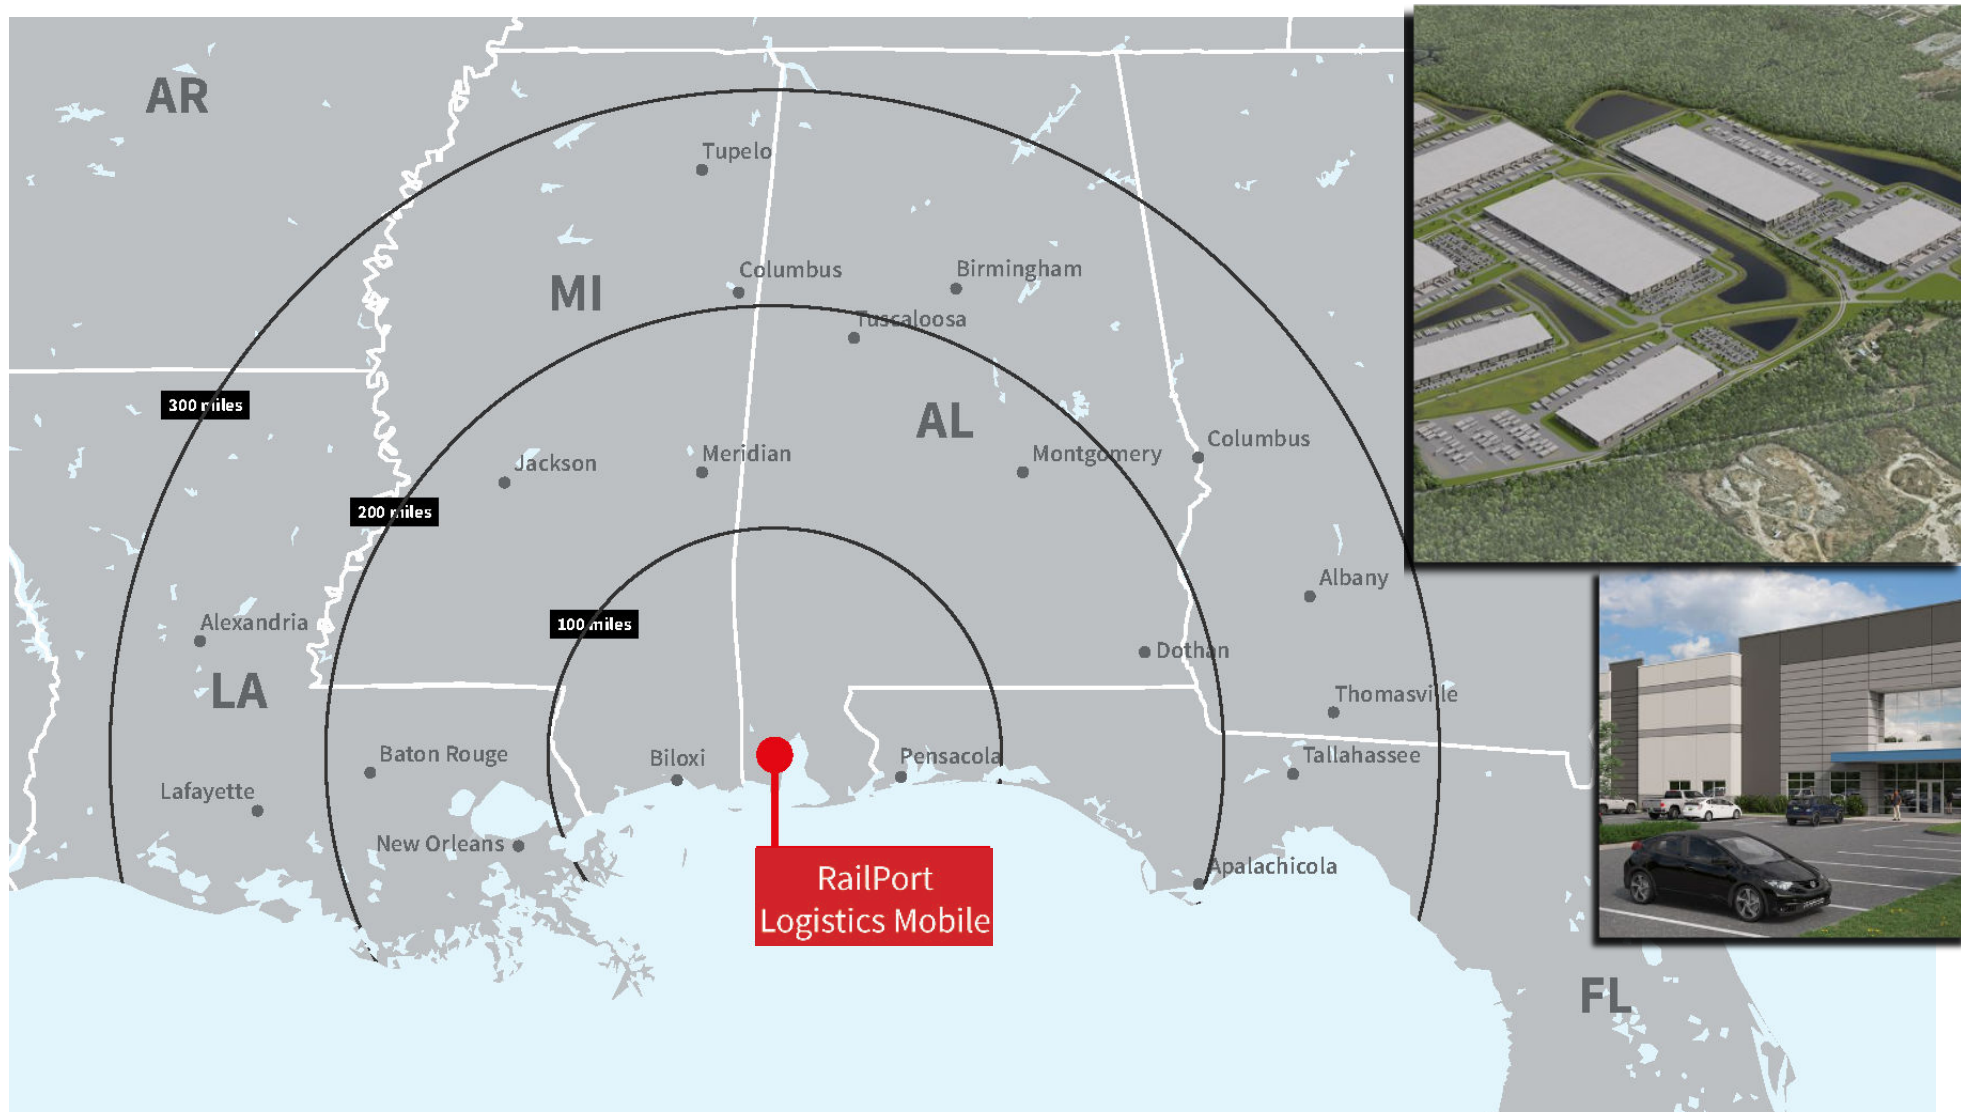 AR
Tupelo
Columbus
Birmingham
MI
Tuscaloosa
300 miles
AL
Columbus
Jackson
Meridian
Montgomery
200 miles
Albany
100 miles
Alexandria
Dothan
LA
Thomasville
Baton Rouge
Biloxi
Pensacola
Tallahassee
Lafayette
New Orleans
Apalachicola
RailPort
Logistics Mobile
FL